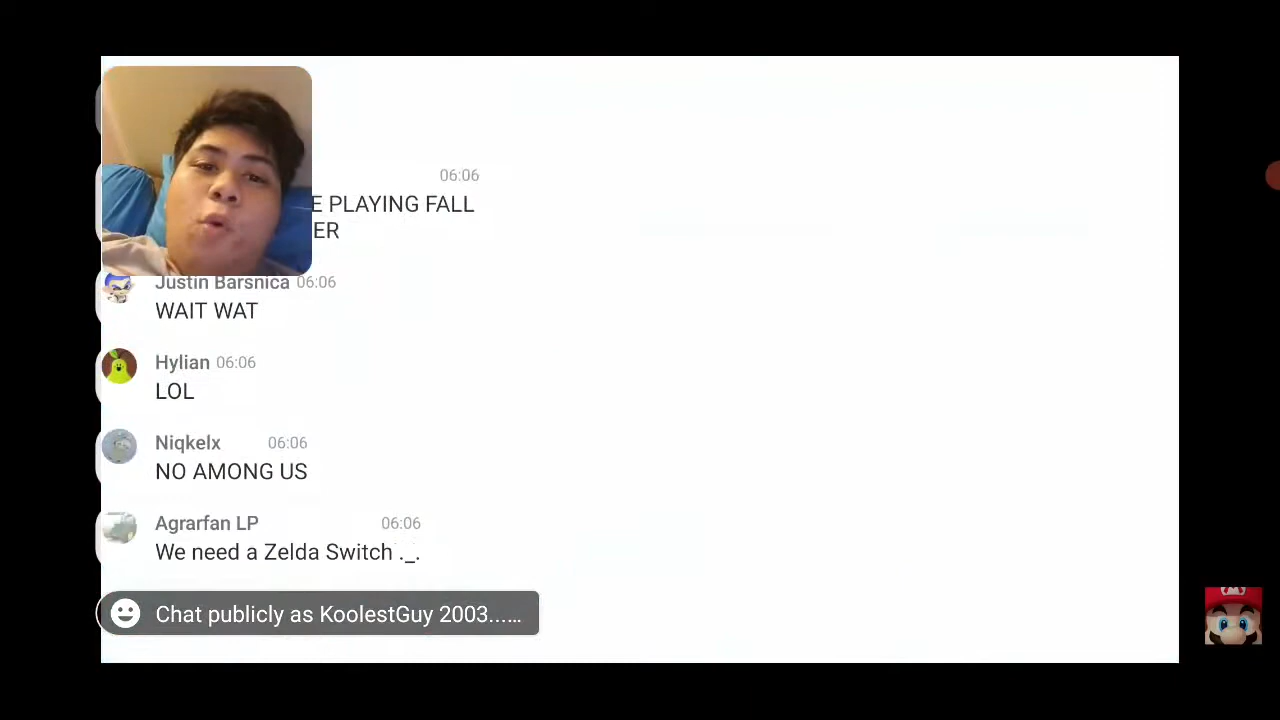 06:06
E PLAYING FALL
ER
Justin Barsnica 06:06
WAIT WAT
Hylian 06:06
LOL
Niqkelx 06:06
NO AMONG US
Agrarfan LP 06:06
We need a Zelda Switch ._.
Chat publicly as KoolestGuy 2003...…
M